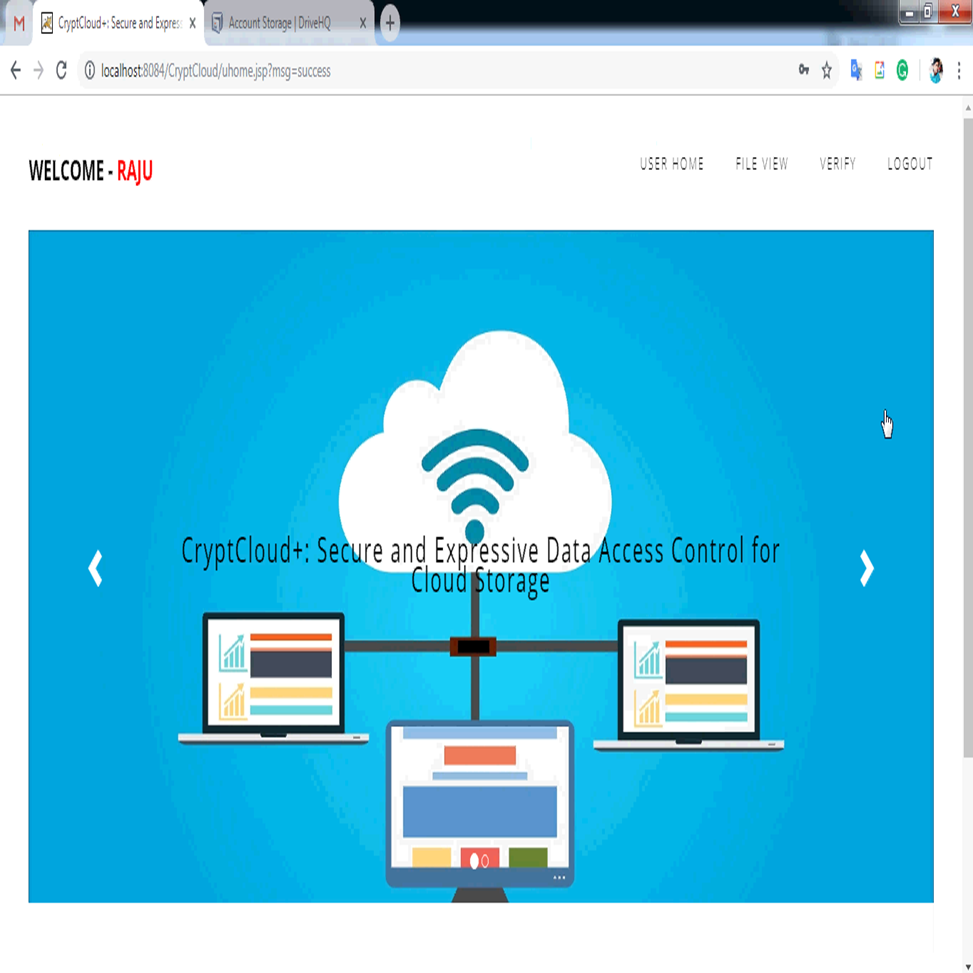 CryptCloud+: Secure and Expres
Account Storage | DriveHQ
localhost:8084/CryptCloud/uhome.jsp?msg=success
WELCOME - RAJU
USER HOME FILE VIEW VERIFY LOGOUT
CryptCloud+: Secure and Expressive Data Access Control for
Cloud Storage